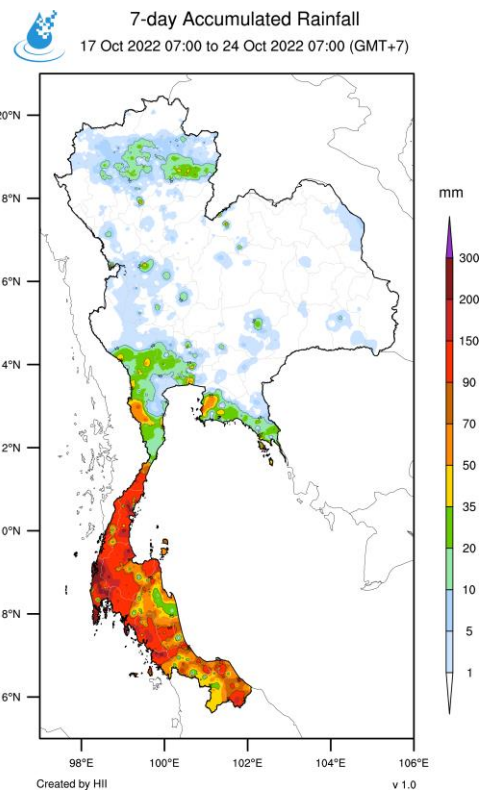 7-day Accumulated Rainfall
17 Oct 2022 07:00 to 24 Oct 2022 07:00 (GMT+7)
mm
20°N
8°N
6°N
4°N
2°N
0°N
8°N
6°N
98°E
100°E
102°E
104°E
106°E
300
200
150
90
70
50
35
20
10
5
1
Created by HII
v 1.0